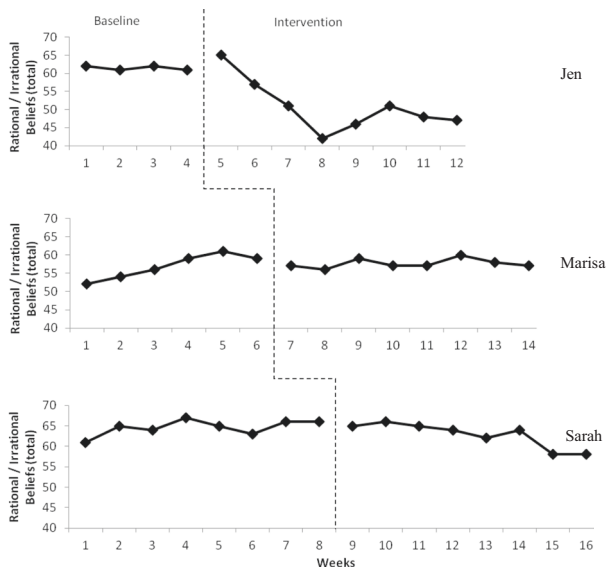 Baseline Intervention
Rational / Irrational
Beliefs (total)
70
65
60
55
50
45
40
1 2 3 4 5 6 7 8 9 10 11 12
Jen
Rational / Irrational
Beliefs (total)
70
65
60
55
50
45
40
1 2 3 4 5 6 7 8 9 10 11 12 13 14
Marisa
Rational / Irrational
Beliefs (total)
70
65
60
55
50
45
40
1 2 3 4 5 6 7 8 9 10 11 12 13 14 15 16
Sarah
Weeks